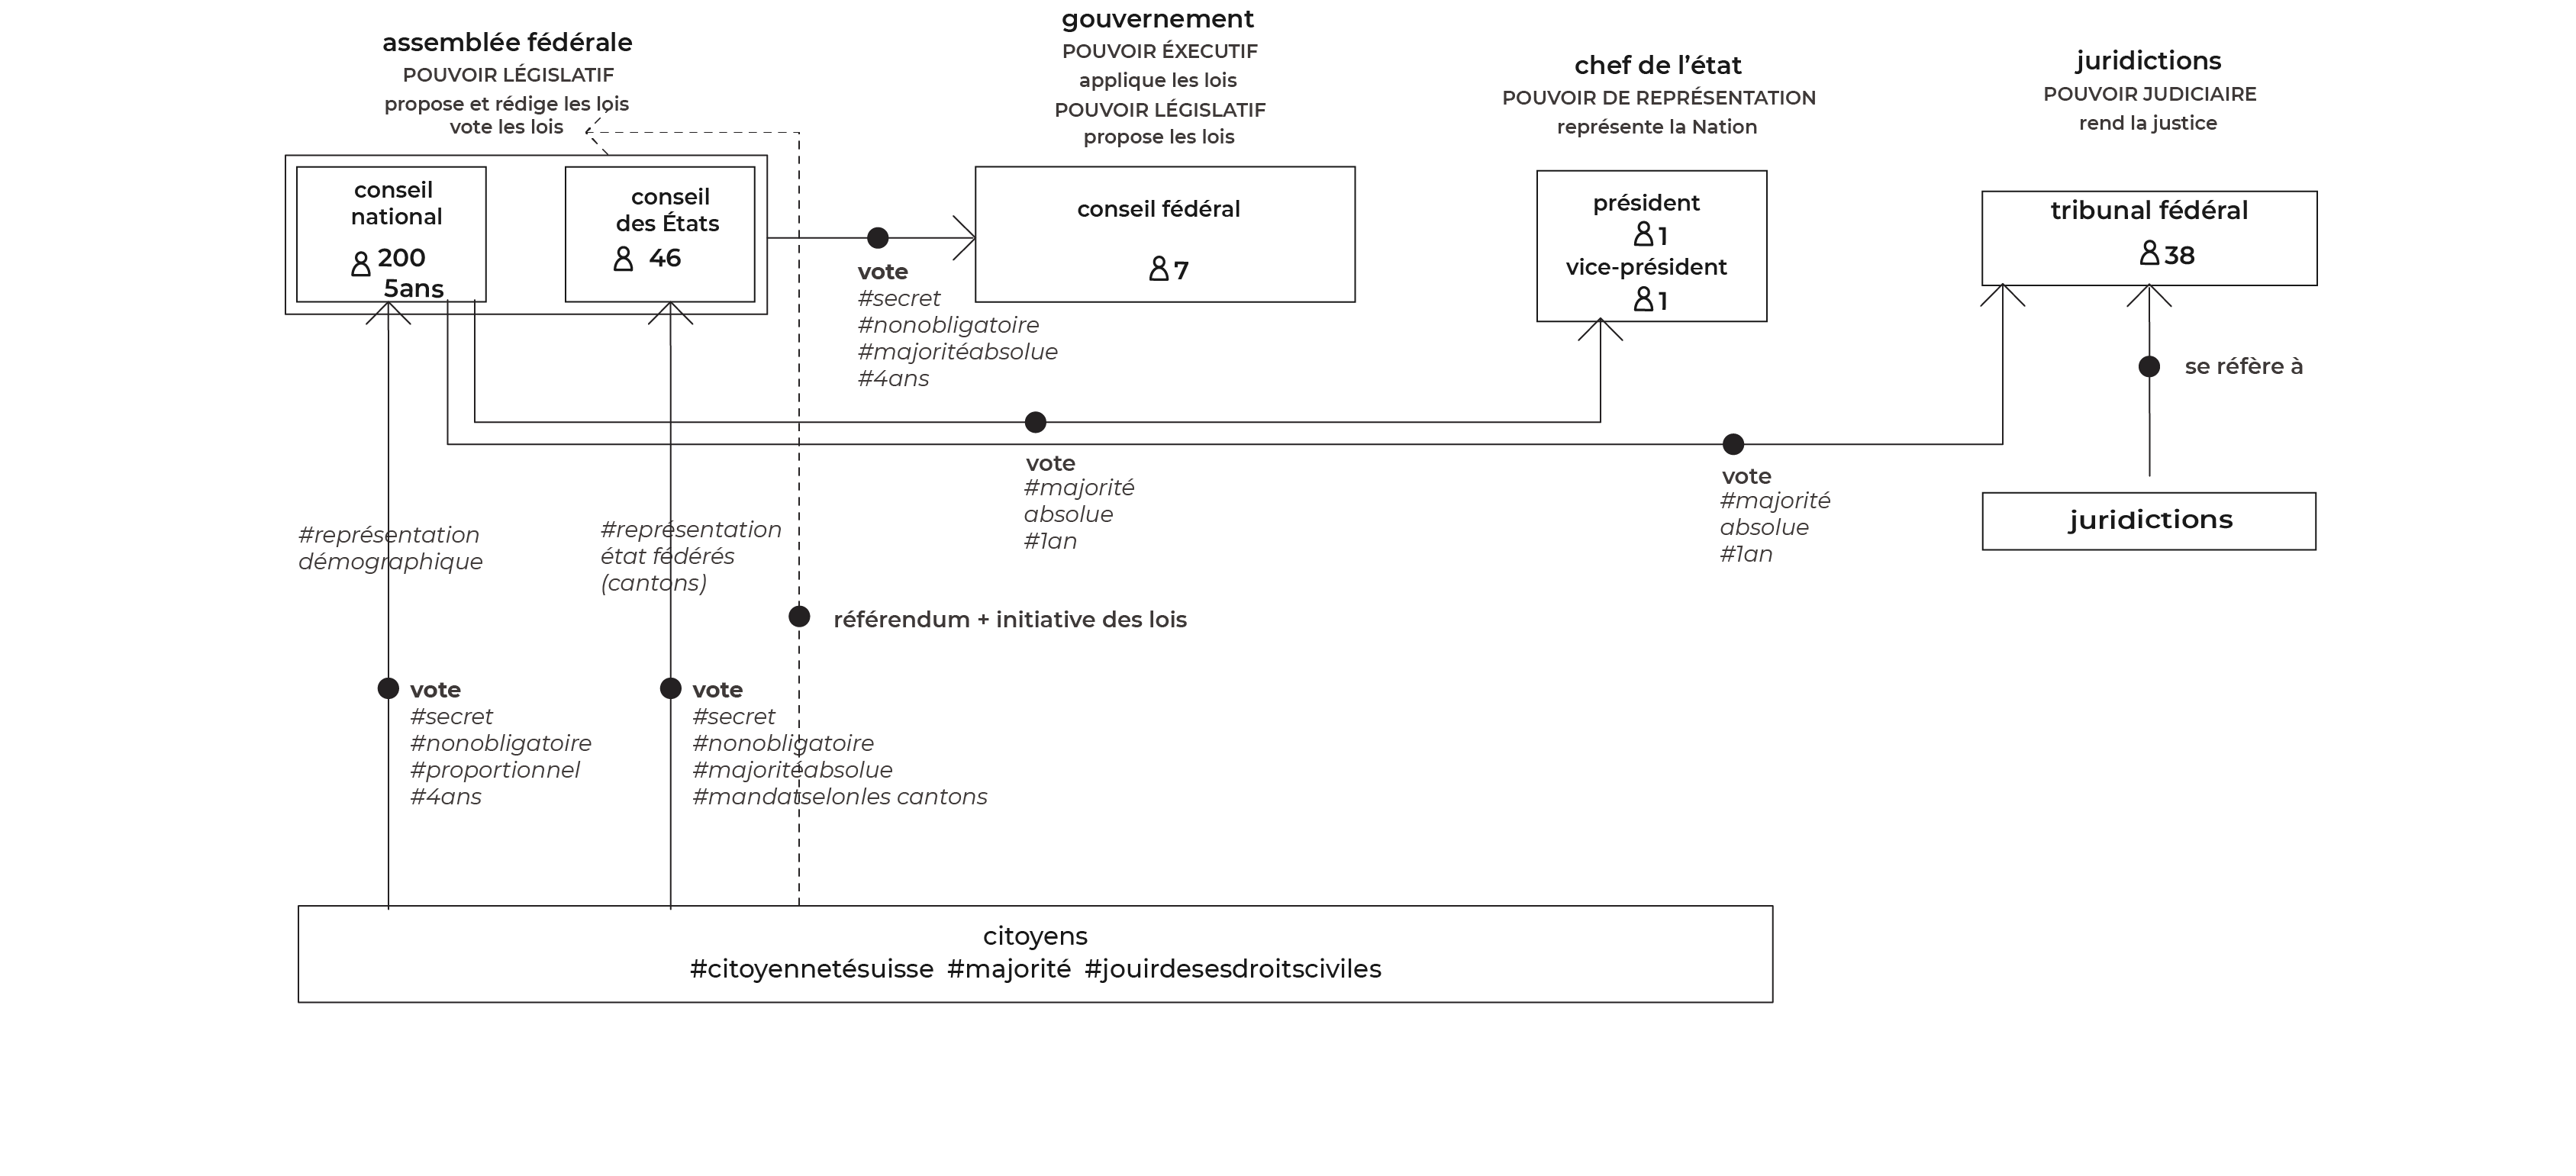 assemblée fédérale
POUVOIR LÉGISLATIF
propose et rédige les lois
vote les lois
gouvernement
POUVOIR ÉXECUTIF
applique les lois
POUVOIR LÉGISLATIF
propose les lois
chef de l’état
POUVOIR DE REPRÉSENTATION
représente la Nation
juridictions
POUVOIR JUDICIAIRE
rend la justice
conseil
national
200
5ans
conseil
des États
46
conseil fédéral
7
président
1
vice-président
1
tribunal fédéral
38
vote
#secret
#nonobligatoire
#majoritéabsolue
#4ans
se réfère à
vote
#majorité
absolue
#1an
vote
#majorité
absolue
#1an
juridictions
#représentation
démographique
#représentation
état fédérés
(cantons)
référendum + initiative des lois
vote
#secret
#nonobligatoire
#proportionnel
#4ans
vote
#secret
#nonobligatoire
#majoritéabsolue
#mandatselonles cantons
citoyens
#citoyennetésuisse #majorité #jouirdesesdroitsciviles